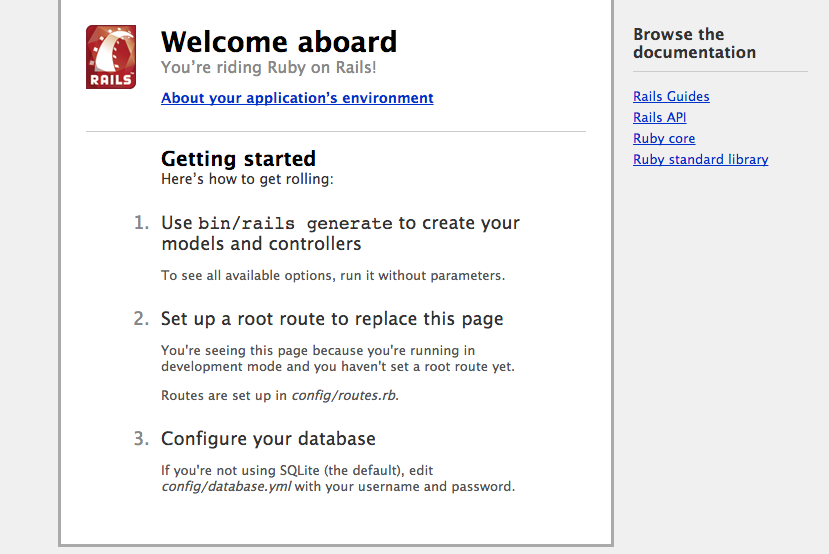 RAILS
Welcome aboard
You’re riding Ruby on Rails!
About your application’s environment
Getting started
Here’s how to get rolling:
1. Use bin/rails generate to create your
models and controllers
To see all available options, run it without parameters.
2. Set up a root route to replace this page
You're seeing this page because you're running in
development mode and you haven't set a root route yet.
Routes are set up in config/routes.rb.
3. Configure your database
If you're not using SQLite (the default), edit
config/database.yml with your username and password.
Browse the
documentation
Rails Guides
Rails API
Ruby core
Ruby standard library